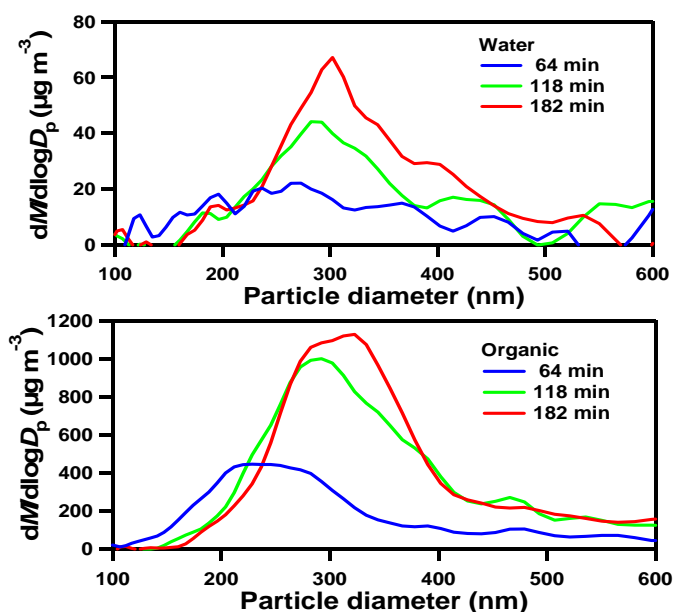 80
60
40
20
0
dM/dlogDp (µg m⁻³)
Water
64 min
118 min
182 min
100 200 300 400 500 600
Particle diameter (nm)
1200
1000
800
600
400
200
0
dM/dlogDp (µg m⁻³)
Organic
64 min
118 min
182 min
100 200 300 400 500 600
Particle diameter (nm)